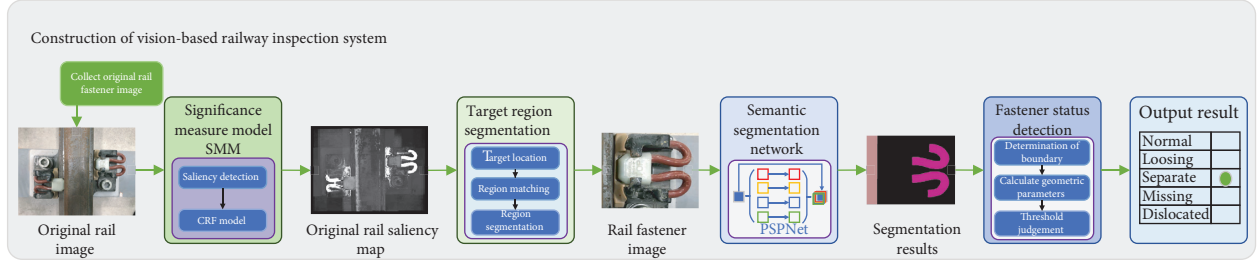 Construction of vision-based railway inspection system
Collect original rail
fastener image
Original rail
image
Significance
measure model
SMM
Saliency detection
CRF model
Original rail saliency
map
Target region
segmentation
Target location
Region matching
Region
segmentation
Rail fastener
image
Semantic
segmentation
network
PSPNet
Segmentation
results
Fastener status
detection
Determination of
boundary
Calculate geometric
parameters
Threshold
judgement
Output result
Normal
Loosing
Separate
Missing
Dislocated